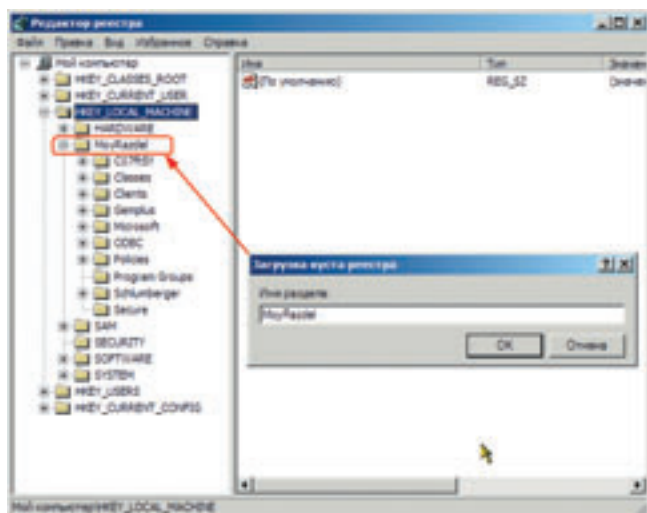 Редактор реестра
Файл Правка Вид Избранное Справка
Мой компьютер
HKEY_CLASSES_ROOT
HKEY_CURRENT_USER
HKEY_LOCAL_MACHINE
HARDWARE
MoyRazdel
Classes
Clients
Gemplus
Microsoft
ODBC
Policies
Program Groups
Schlumberger
Secure
SAM
SECURITY
SOFTWARE
SYSTEM
HKEY_USERS
HKEY_CURRENT_CONFIG
Имя Тип Значен
(По умолчанию) REG_SZ
Загрузка куста реестра
Имя раздела:
MoyRazdel
OK Отмена
Мой компьютер\HKEY_LOCAL_MACHINE